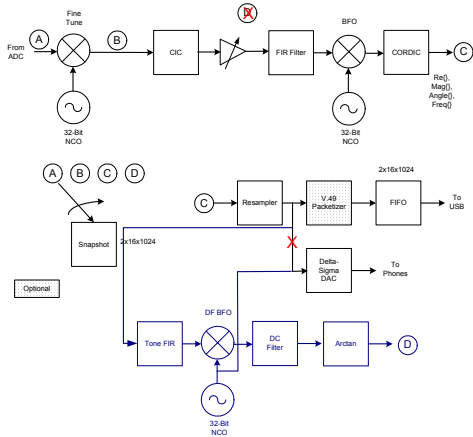 Fine
Tune
D
BFO
From
ADC
A
B
CIC
FIR Filter
CORDIC
C
Re(),
Mag(),
Angle(),
Freq()
32-Bit
NCO
32-Bit
NCO
A B C D
2x16x1024
C
Resampler
V.49
Packetizer
FIFO
To
USB
Snapshot
2x16x1024
X
Delta-
Sigma
DAC
To
Phones
Optional
DF BFO
Tone FIR
DC
Filter
Arctan
D
32-Bit
NCO